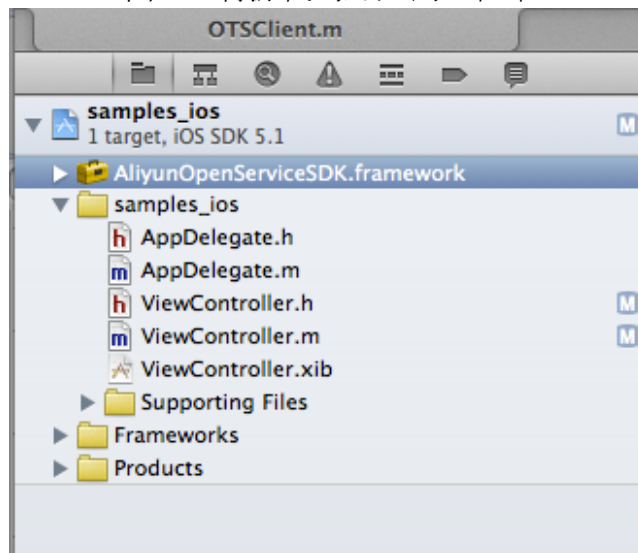 OTSClient.m
samples_ios
1 target, iOS SDK 5.1
M
AliyunOpenServiceSDK.framework
samples_ios
h AppDelegate.h
m AppDelegate.m
h ViewController.h M
m ViewController.m M
ViewController.xib
Supporting Files
Frameworks
Products